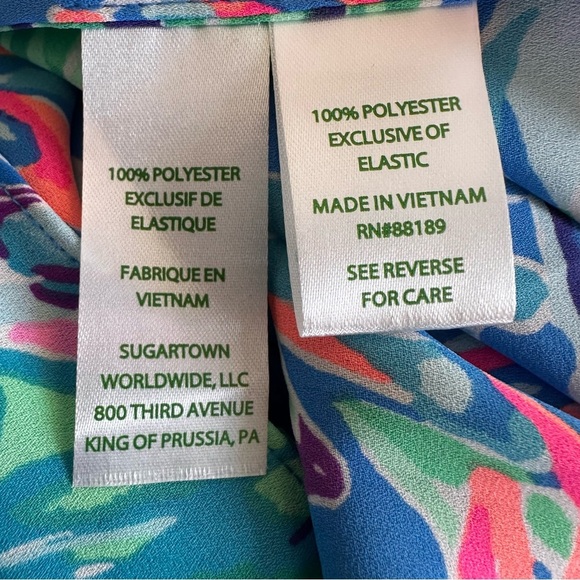 100% POLYESTER
EXCLUSIF DE
ELASTIQUE
FABRIQUE EN
VIETNAM
SUGARTOWN
WORLDWIDE, LLC
800 THIRD AVENUE
KING OF PRUSSIA, PA
100% POLYESTER
EXCLUSIVE OF
ELASTIC
MADE IN VIETNAM
RN#88189
SEE REVERSE
FOR CARE